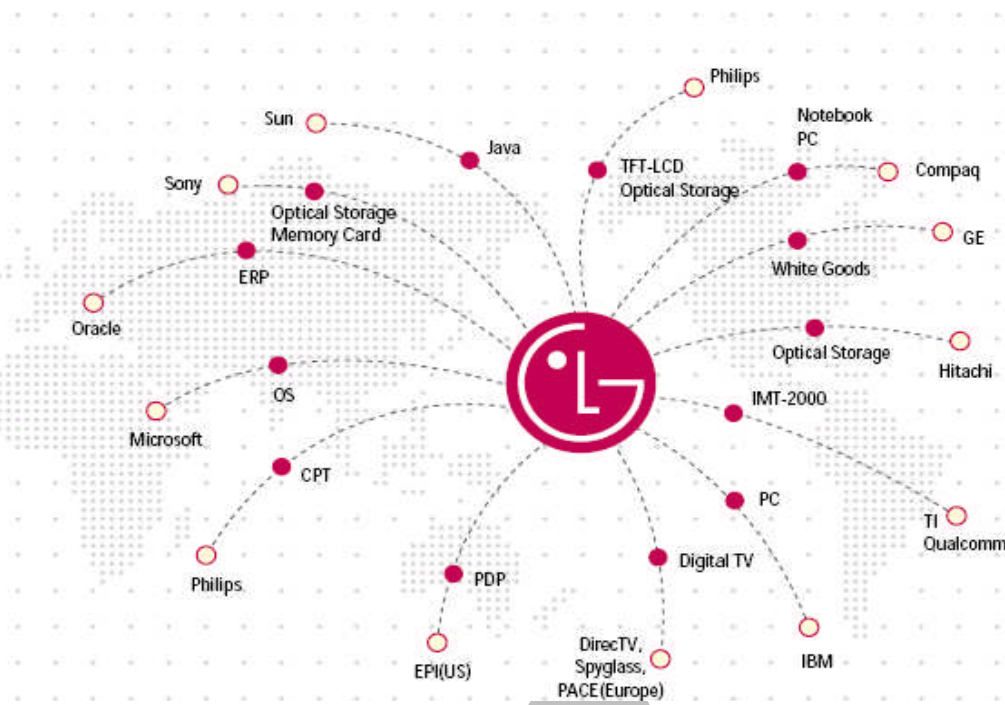 Philips
Sun
Java
Notebook
PC
TFT-LCD
Optical Storage
Compaq
Sony
Optical Storage
Memory Card
GE
White Goods
ERP
Oracle
Optical Storage
Hitachi
OS
IMT-2000
Microsoft
CPT
PC
TI
Qualcomm
Digital TV
Philips
PDP
DirecTV,
Spyglass,
PACE(Europe)
EPI(US)
IBM
LG